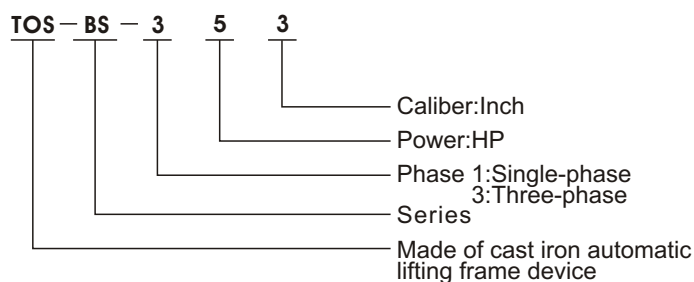 TOS — BS — 3 5 3
Caliber:Inch
Power:HP
Phase 1:Single-phase
3:Three-phase
Series
Made of cast iron automatic
lifting frame device